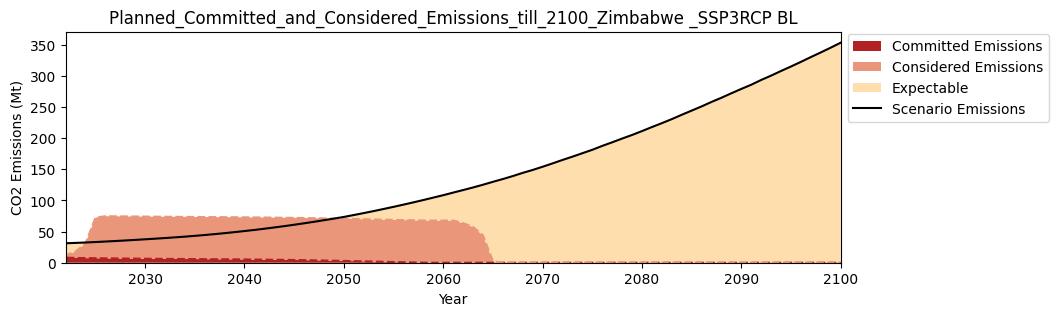 Planned_Committed_and_Considered_Emissions_till_2100_Zimbabwe _SSP3RCP BL
CO2 Emissions (Mt)
350
300
250
200
150
100
50
0
2030 2040 2050 2060 2070 2080 2090 2100
Year
Committed Emissions
Considered Emissions
Expectable
Scenario Emissions